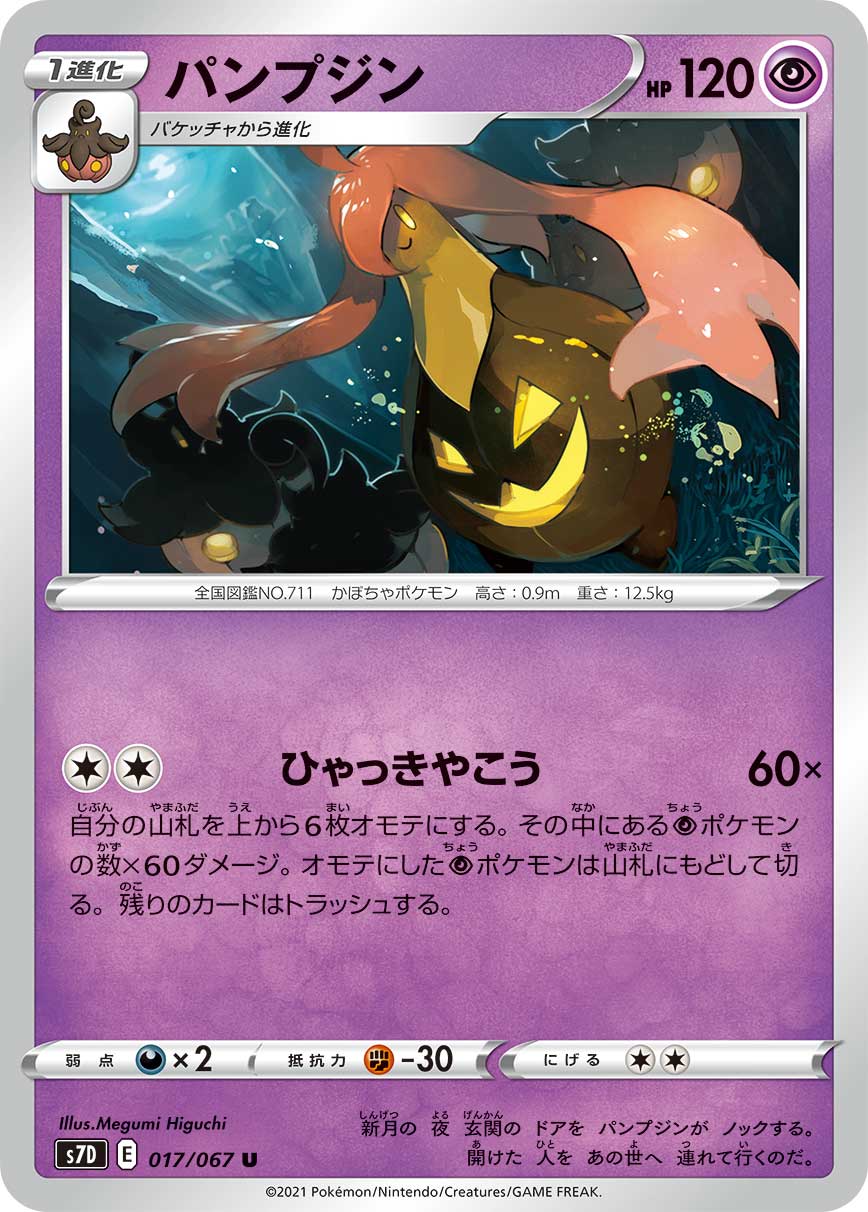 1進化
パンプジン
HP 120
バケッチャから進化
全国図鑑NO.711 かぼちゃポケモン 高さ:0.9m 重さ:12.5kg
ひゃっきやこう 60×
自分の山札を上から6枚オモテにする。その中にあるポケモン
の数×60ダメージ。オモテにしたポケモンは山札にもどして切
る。残りのカードはトラッシュする。
弱点 ×2 抵抗力 -30 にげる
Illus.Megumi Higuchi
s7D E 017/067 U
新月の 夜 玄関の ドアを パンプジンが ノックする。
開けた 人を あの世へ 連れて行くのだ。
©2021 Pokémon/Nintendo/Creatures/GAME FREAK.